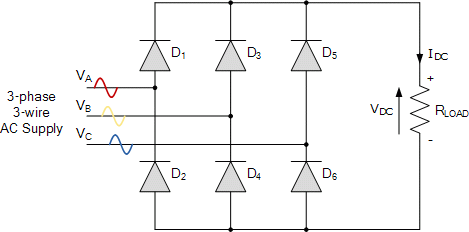 D1
D3
D5
IDC
VA
+
3-phase
3-wire
AC Supply
VB
VDC
RLOAD
VC
-
D2
D4
D6